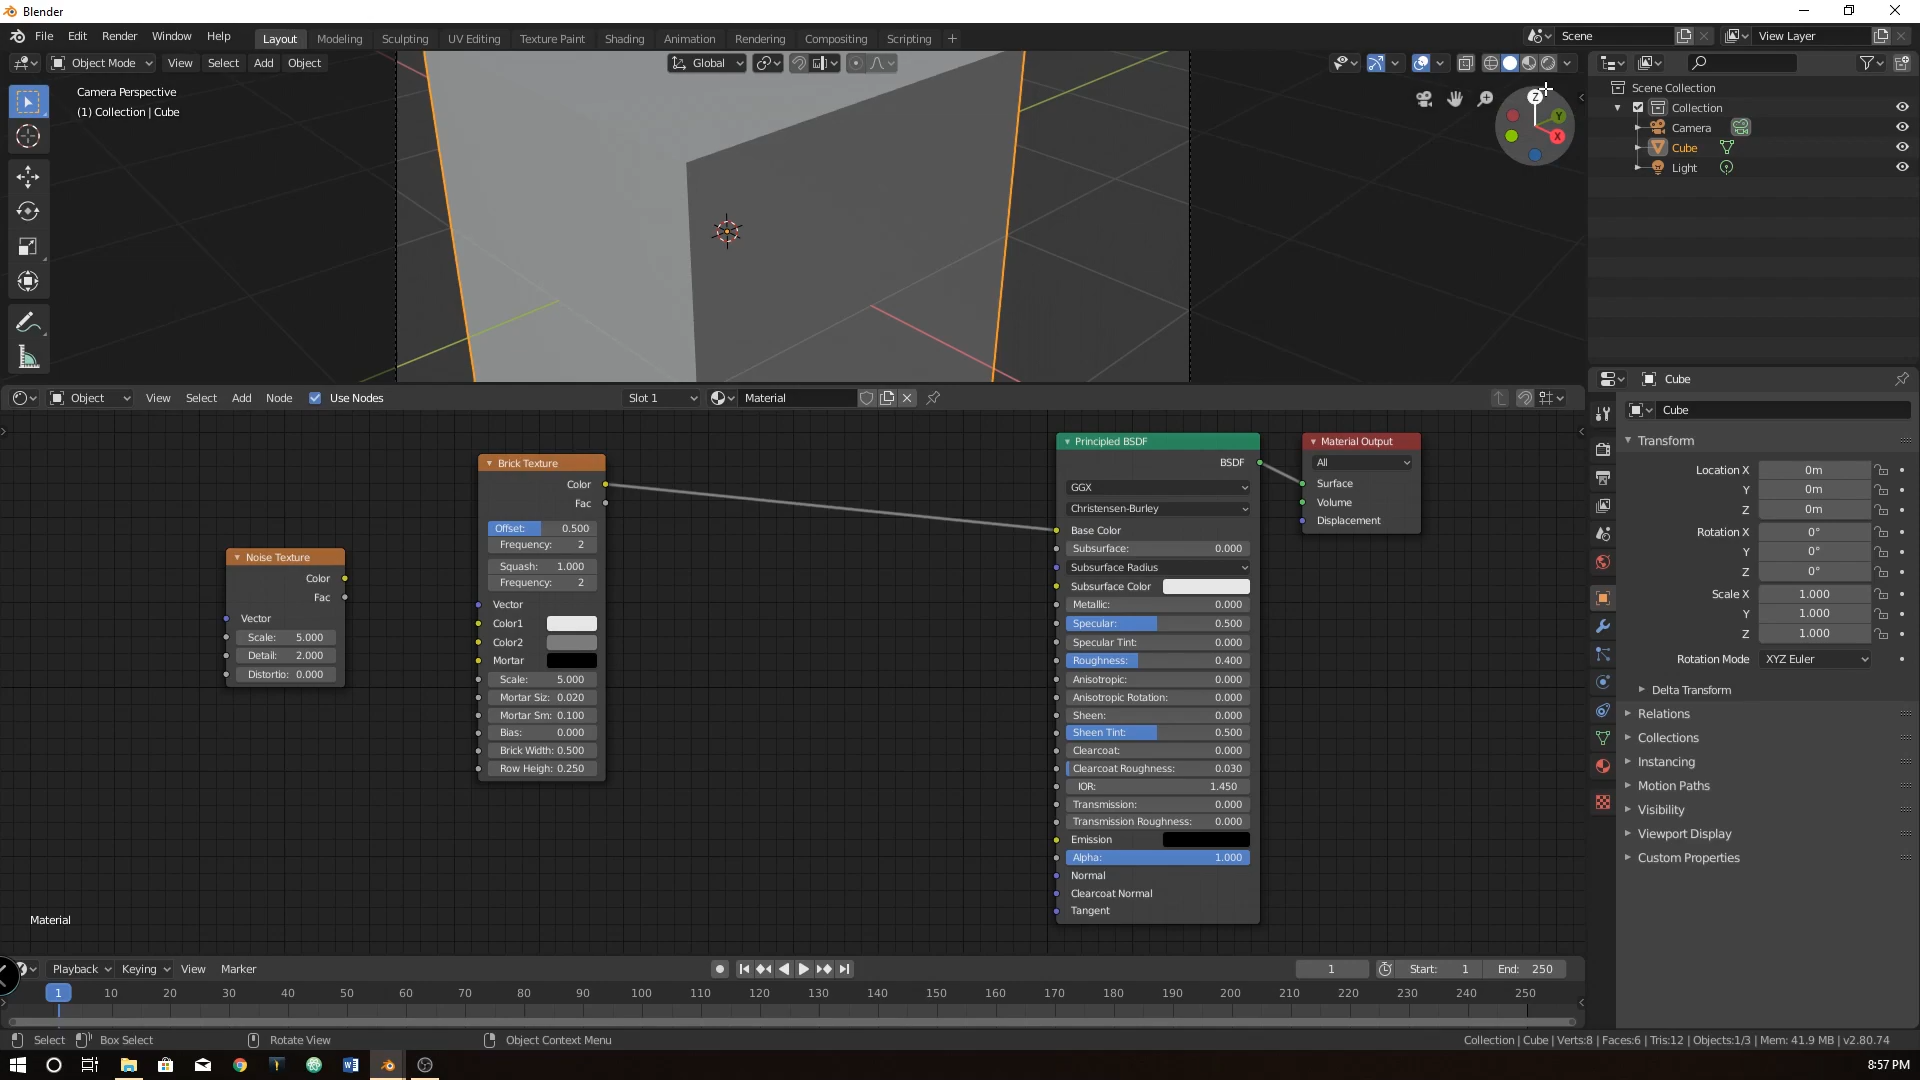 Blender
File Edit Render Window Help Layout Modeling Sculpting UV Editing Texture Paint Shading Animation Rendering Compositing Scripting + Scene View Layer
Object Mode View Select Add Object Global
Camera Perspective
(1) Collection | Cube
Z
Y
X
Scene Collection
Collection
Camera
Cube
Light
Object View Select Add Node Use Nodes Slot 1 Material
Noise Texture
Color
Fac
Vector
Scale: 5.000
Detail: 2.000
Distortio: 0.000
Brick Texture
Color
Fac
Offset: 0.500
Frequency: 2
Squash: 1.000
Frequency: 2
Vector
Color1
Color2
Mortar
Scale: 5.000
Mortar Siz: 0.020
Mortar Sm: 0.100
Bias: 0.000
Brick Width: 0.500
Row Heigh: 0.250
Principled BSDF
BSDF
GGX
Christensen-Burley
Base Color
Subsurface: 0.000
Subsurface Radius
Subsurface Color
Metallic: 0.000
Specular: 0.500
Specular Tint: 0.000
Roughness: 0.400
Anisotropic: 0.000
Anisotropic Rotation: 0.000
Sheen: 0.000
Sheen Tint: 0.500
Clearcoat: 0.000
Clearcoat Roughness: 0.030
IOR: 1.450
Transmission: 0.000
Transmission Roughness: 0.000
Emission
Alpha: 1.000
Normal
Clearcoat Normal
Tangent
Material Output
All
Surface
Volume
Displacement
Material
Cube
Cube
Transform
Location X 0m
Y 0m
Z 0m
Rotation X 0°
Y 0°
Z 0°
Scale X 1.000
Y 1.000
Z 1.000
Rotation Mode XYZ Euler
Delta Transform
Relations
Collections
Instancing
Motion Paths
Visibility
Viewport Display
Custom Properties
Playback Keying View Marker 1 Start: 1 End: 250
1 10 20 30 40 50 60 70 80 90 100 110 120 130 140 150 160 170 180 190 200 210 220 230 240 250
Select Box Select Rotate View Object Context Menu Collection | Cube | Verts:8 | Faces:6 | Tris:12 | Objects:1/3 | Mem: 41.9 MB | v2.80.74
8:57 PM